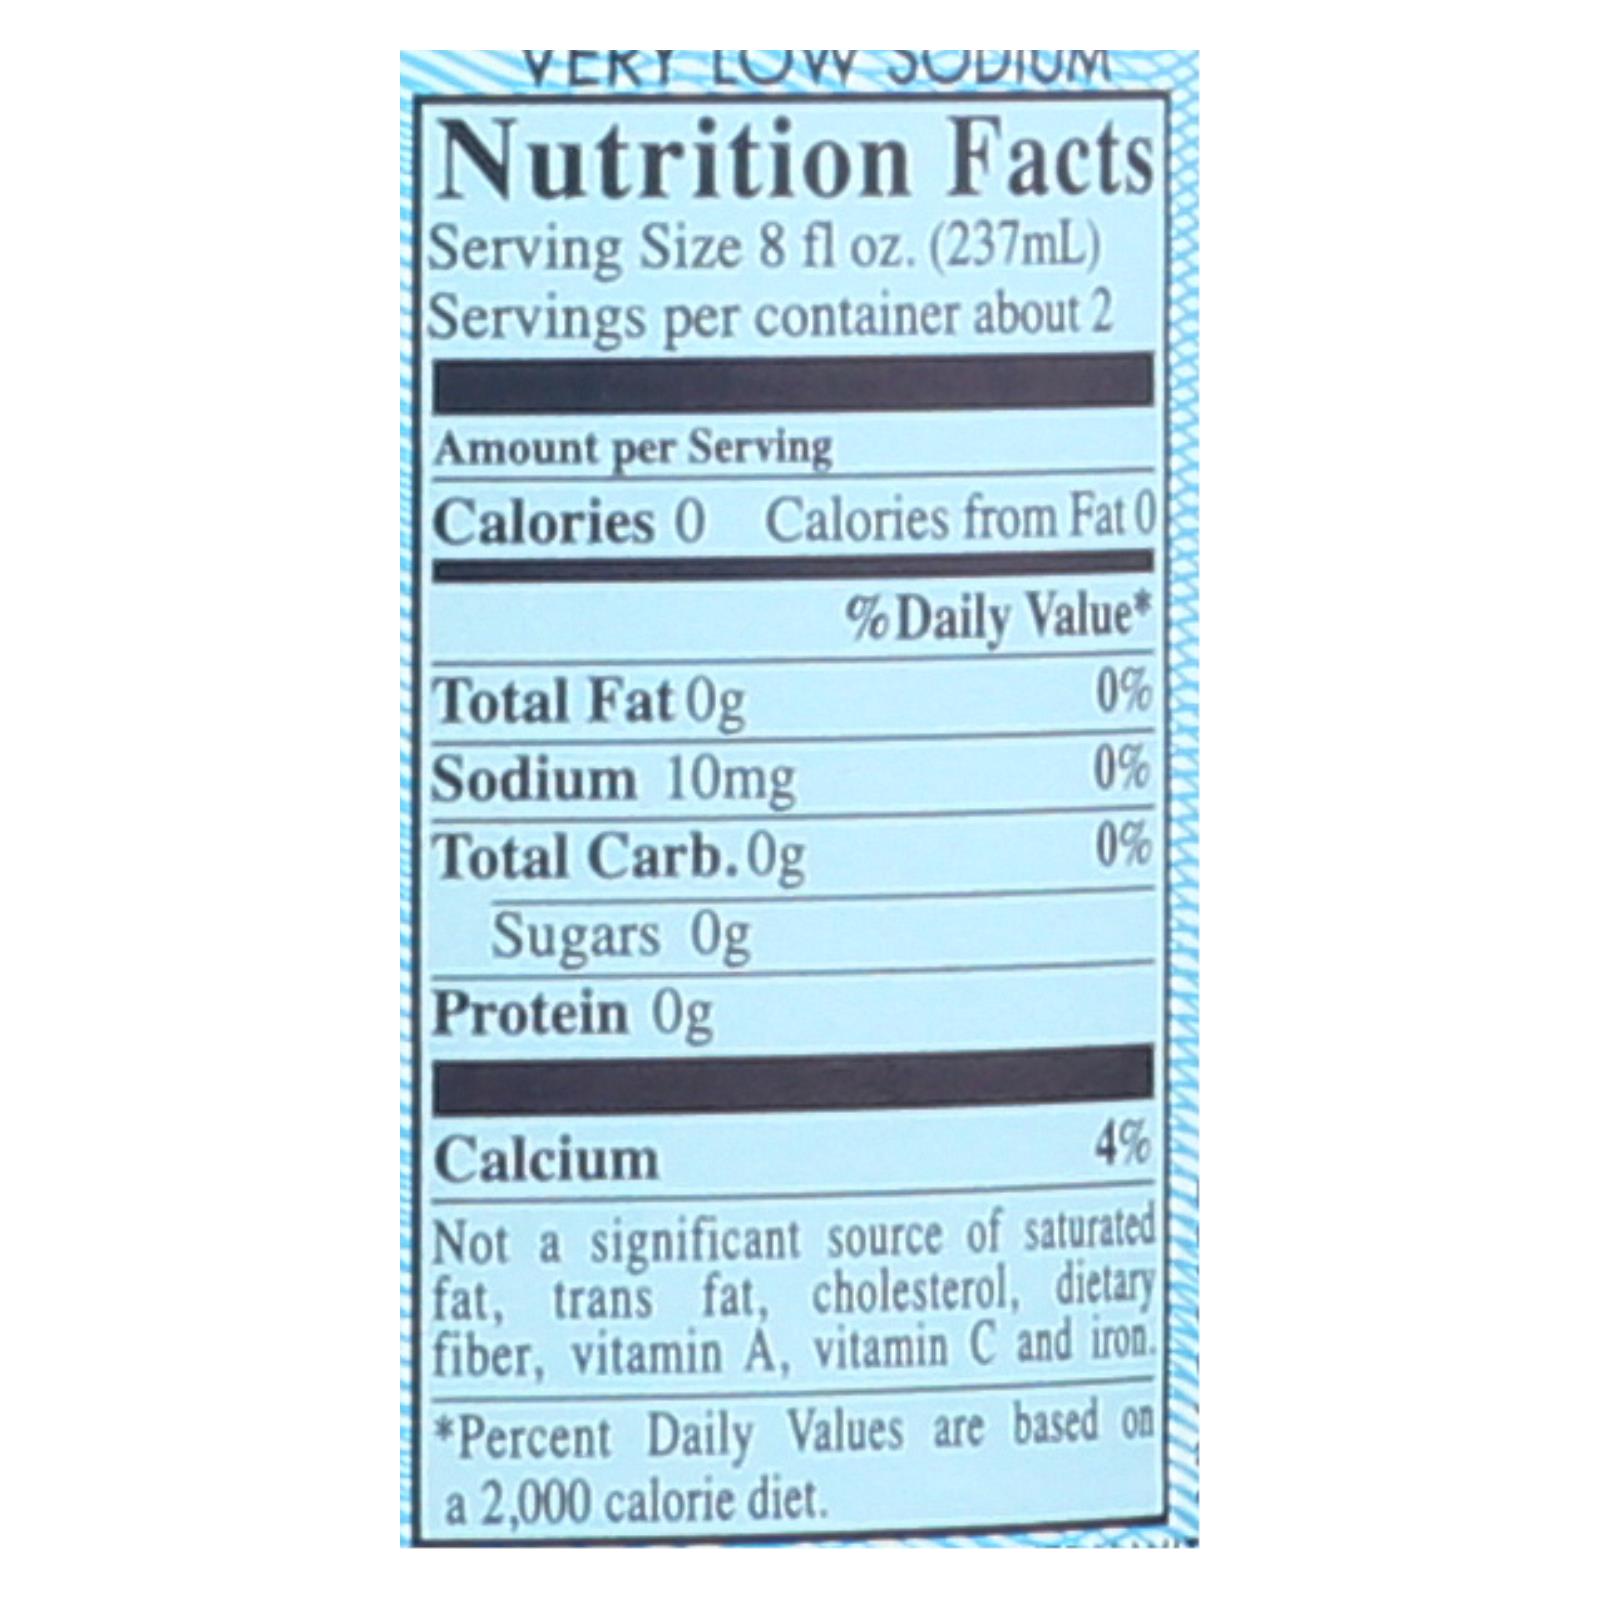 VERY LOW SODIUM
Nutrition Facts
Serving Size 8 fl oz. (237mL)
Servings per container about 2
Amount per Serving
Calories 0 Calories from Fat 0
% Daily Value*
Total Fat 0g 0%
Sodium 10mg 0%
Total Carb. 0g 0%
Sugars 0g
Protein 0g
Calcium 4%
Not a significant source of saturated
fat, trans fat, cholesterol, dietary
fiber, vitamin A, vitamin C and iron.
*Percent Daily Values are based on
a 2,000 calorie diet.